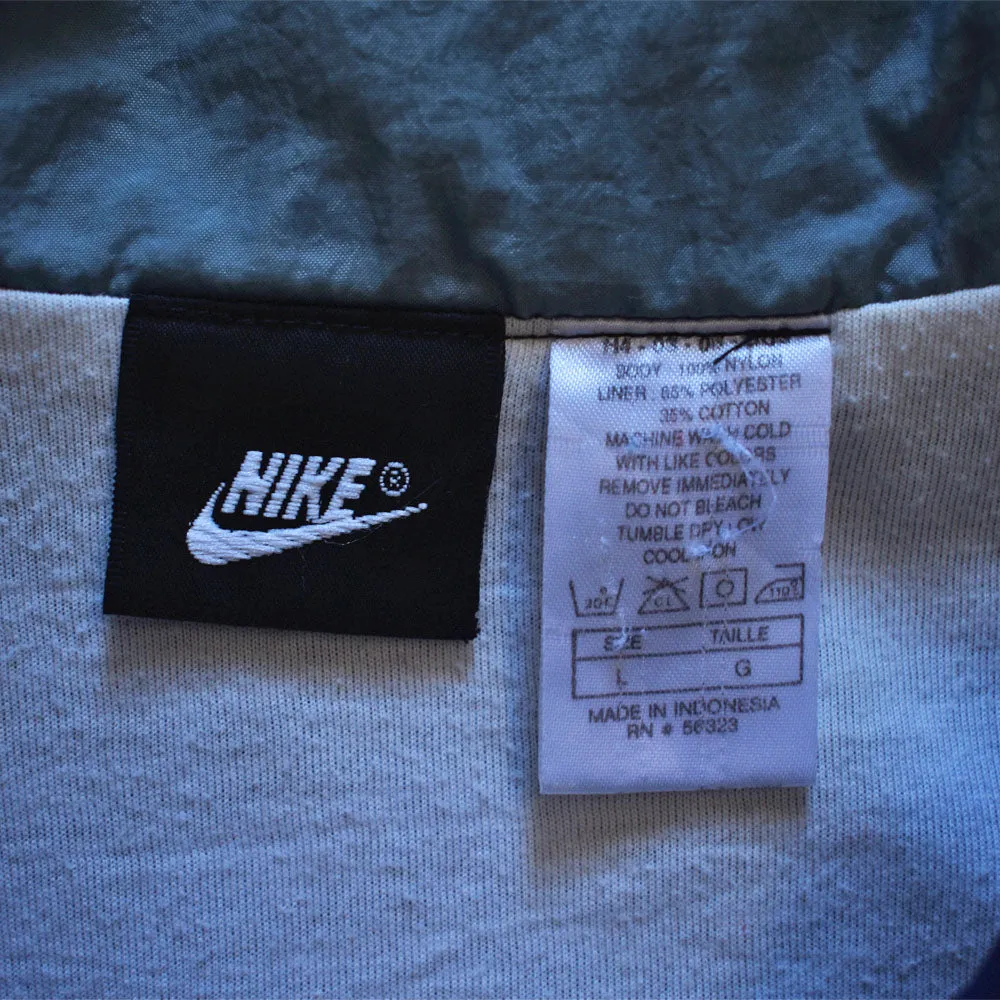 NIKE®
BODY 100% NYLON
LINER : 65% POLYESTER
35% COTTON
MACHINE WASH COLD
WITH LIKE COLORS
REMOVE IMMEDIATELY
DO NOT BLEACH
TUMBLE DRY LOW
COOL IRON
CL 110°
SIZE TAILLE
L G
MADE IN INDONESIA
RN # 56323